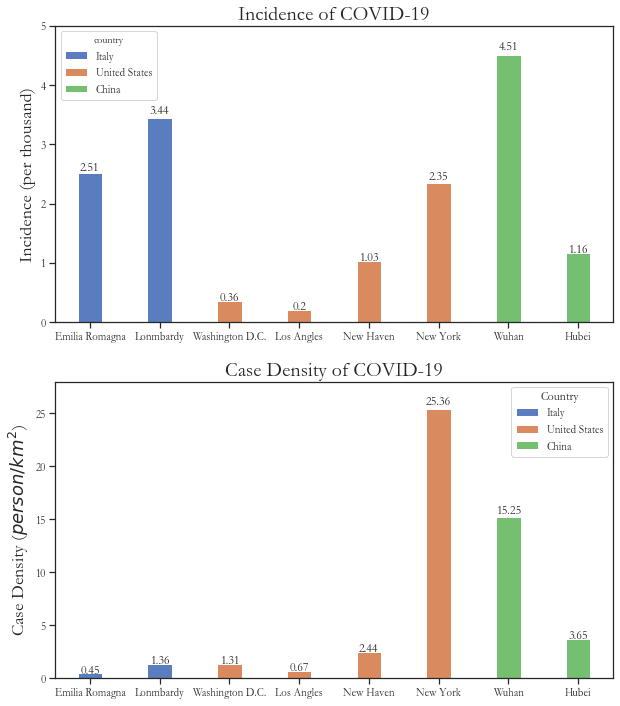 Incidence of COVID-19
Incidence (per thousand)
5
4
3
2
1
0
country
Italy
United States
China
2.51
3.44
0.36
0.2
1.03
2.35
4.51
1.16
Emilia Romagna
Lonmbardy
Washington D.C.
Los Angles
New Haven
New York
Wuhan
Hubei
Case Density of COVID-19
Case Density (person/km²)
25
20
15
10
5
0
Country
Italy
United States
China
0.45
1.36
1.31
0.67
2.44
25.36
15.25
3.65
Emilia Romagna
Lonmbardy
Washington D.C.
Los Angles
New Haven
New York
Wuhan
Hubei